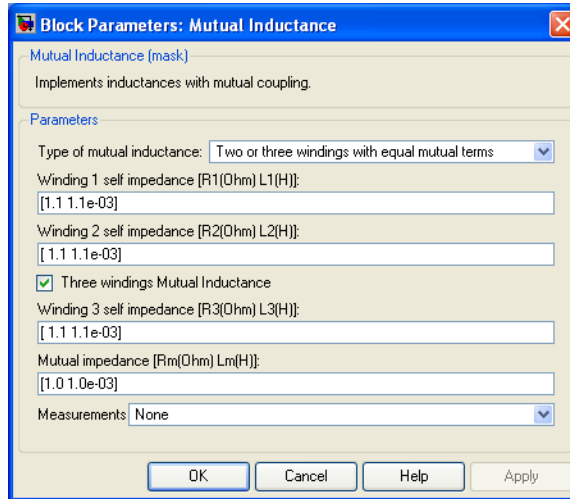 Block Parameters: Mutual Inductance
Mutual Inductance (mask)
Implements inductances with mutual coupling.
Parameters
Type of mutual inductance: Two or three windings with equal mutual terms
Winding 1 self impedance [R1(Ohm) L1(H)]:
[1.1 1.1e-03]
Winding 2 self impedance [R2(Ohm) L2(H)]:
[ 1.1 1.1e-03]
Three windings Mutual Inductance
Winding 3 self impedance [R3(Ohm) L3(H)]:
[ 1.1 1.1e-03]
Mutual impedance [Rm(Ohm) Lm(H)]:
[1.0 1.0e-03]
Measurements None
OK Cancel Help Apply